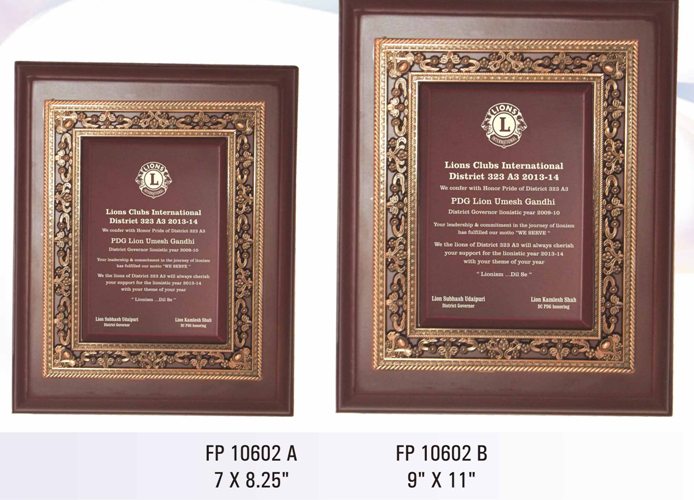 LIONS
L
INTERNATIONAL
Lions Clubs International
District 323 A3 2013-14
We confer with Honor Pride of District 323 A3
PDG Lion Umesh Gandhi
District Governor lionistic year 2009-10
Your leadership & commitment in the journey of lionism
has fulfilled our motto "WE SERVE"
We the lions of District 323 A3 will always cherish
your support for the lionistic year 2013-14
with your theme of your year
" Lionism ...Dil Se "
Lion Subhash Udaipuri
District Governor
Lion Kamlesh Shah
DC PDG honoring
LIONS
L
INTERNATIONAL
Lions Clubs International
District 323 A3 2013-14
We confer with Honor Pride of District 323 A3
PDG Lion Umesh Gandhi
District Governor lionistic year 2009-10
Your leadership & commitment in the journey of lionism
has fulfilled our motto "WE SERVE"
We the lions of District 323 A3 will always cherish
your support for the lionistic year 2013-14
with your theme of your year
" Lionism ...Dil Se "
Lion Subhash Udaipuri
District Governor
Lion Kamlesh Shah
DC PDG honoring
FP 10602 A
7 X 8.25"
FP 10602 B
9" X 11"